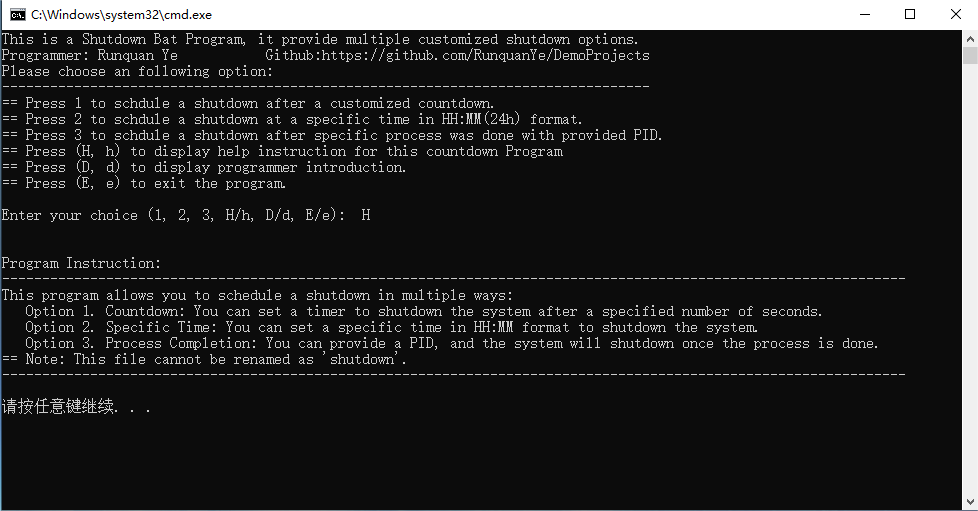 C:\Windows\system32\cmd.exe
This is a Shutdown Bat Program, it provide multiple customized shutdown options.
Programmer: Runquan Ye           Github:https://github.com/RunquanYe/DemoProjects
Please choose an following option:
---------------------------------------------------------------------------------
== Press 1 to schdule a shutdown after a customized countdown.
== Press 2 to schdule a shutdown at a specific time in HH:MM(24h) format.
== Press 3 to schdule a shutdown after specific process was done with provided PID.
== Press (H, h) to display help instruction for this countdown Program
== Press (D, d) to display programmer introduction.
== Press (E, e) to exit the program.
Enter your choice (1, 2, 3, H/h, D/d, E/e):  H
Program Instruction:
-----------------------------------------------------------------------------------------------------------------
This program allows you to schedule a shutdown in multiple ways:
   Option 1. Countdown: You can set a timer to shutdown the system after a specified number of seconds.
   Option 2. Specific Time: You can set a specific time in HH:MM format to shutdown the system.
   Option 3. Process Completion: You can provide a PID, and the system will shutdown once the process is done.
== Note: This file cannot be renamed as 'shutdown'.
-----------------------------------------------------------------------------------------------------------------
请按任意键继续. . .